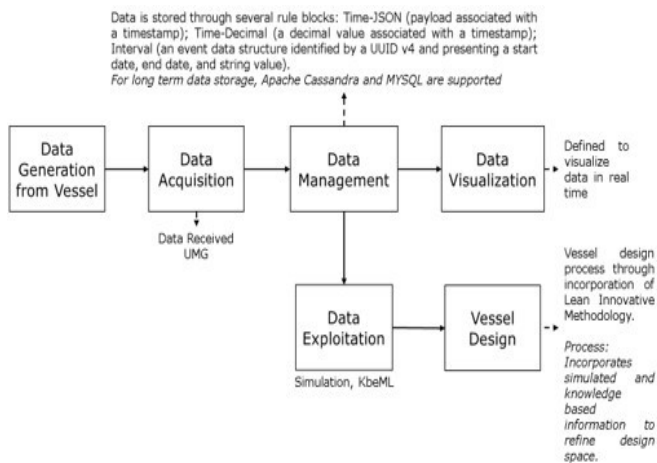 Data is stored through several rule blocks: Time-JSON (payload associated with
a timestamp); Time-Decimal (a decimal value associated with a timestamp);
Interval (an event data structure identified by a UUID v4 and presenting a start
date, end date, and string value).
For long term data storage, Apache Cassandra and MYSQL are supported
Data
Generation
from Vessel
Data
Acquisition
Data
Management
Data
Visualization
Defined to
visualize
data in real
time
Data Received
UMG
Data
Exploitation
Vessel
Design
Simulation, KbeML
Vessel design
process through
incorporation of
Lean Innovative
Methodology.
Process:
Incorporates
simulated and
knowledge
based
information to
refine design
space.